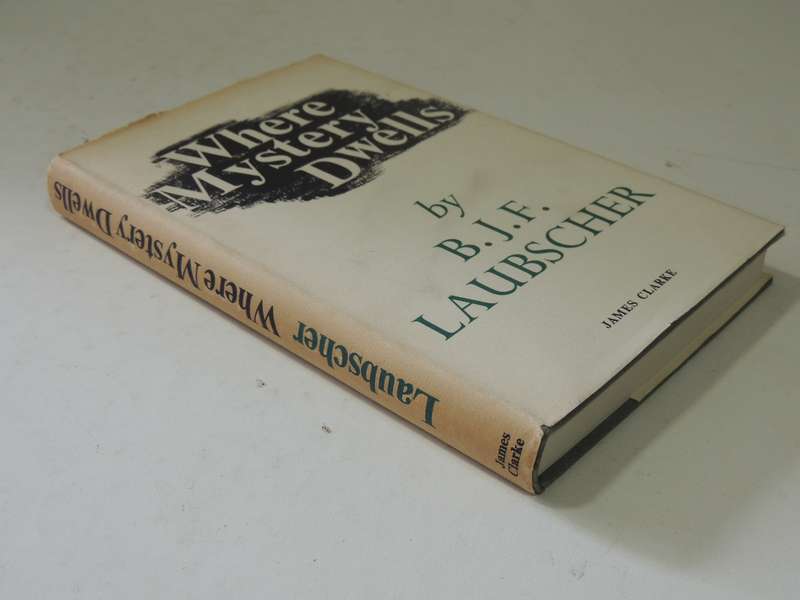 Where
Mystery
Dwells
by
B. J. F.
LAUBSCHER
JAMES CLARKE
Where Mystery Dwells
Laubscher
James
Clarke